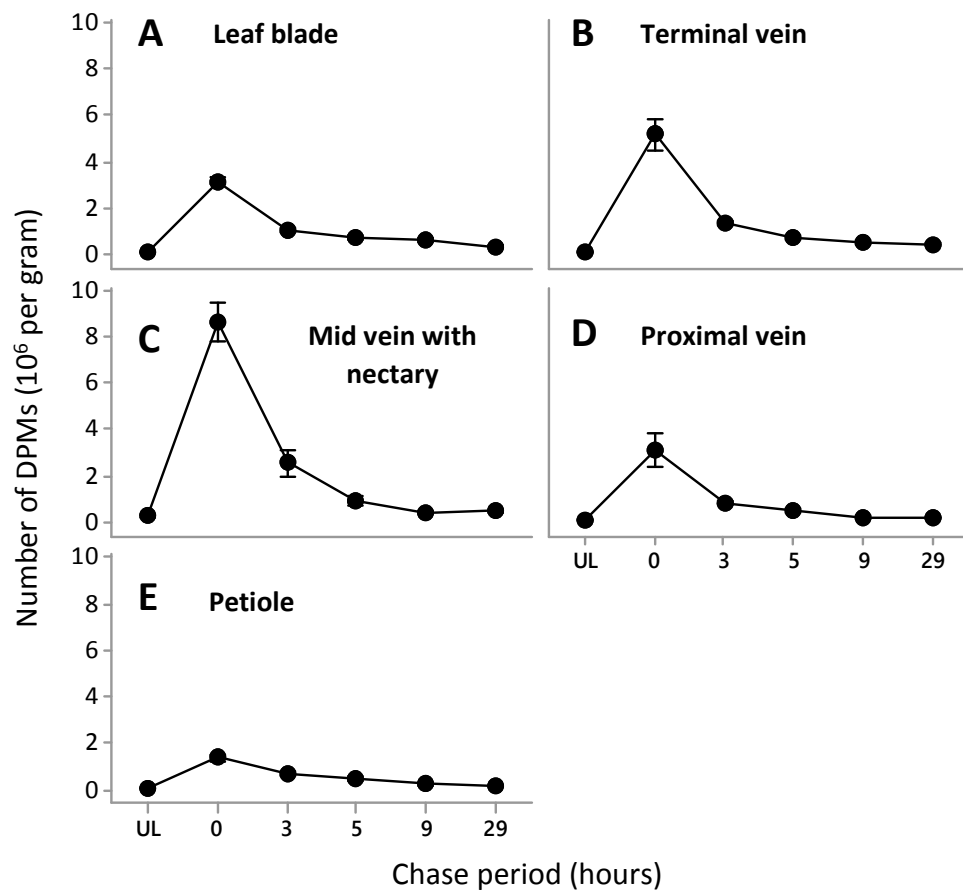 A Leaf blade
B Terminal vein
10
8
6
4
2
0
C Mid vein with
nectary
D Proximal vein
10
8
6
4
2
0
UL 0 3 5 9 29
E Petiole
10
8
6
4
2
0
UL 0 3 5 9 29
Number of DPMs (10⁶ per gram)
Chase period (hours)